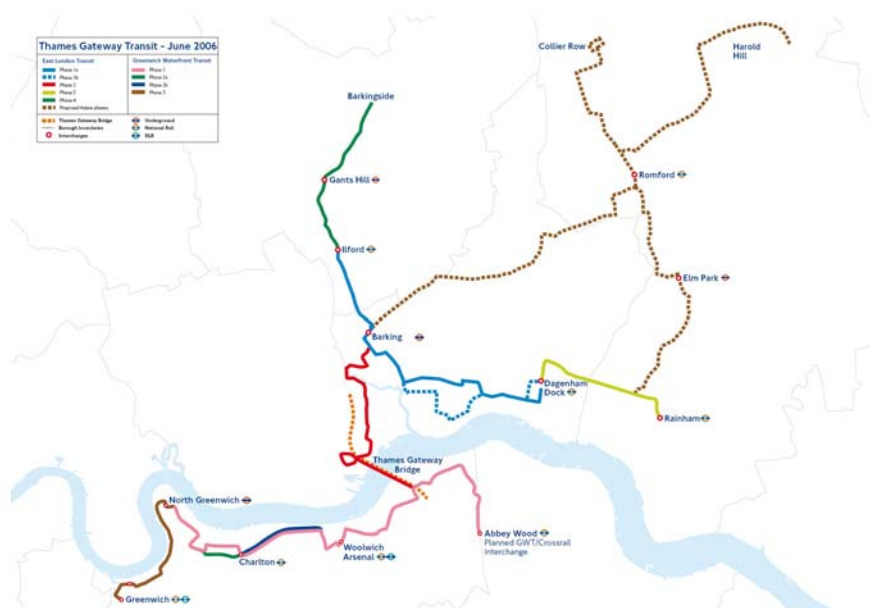 Thames Gateway Transit - June 2006
East London Transit
Phase 1a
Phase 1b
Phase 2
Phase 3
Phase 4
Proposed future phases
Greenwich Waterfront Transit
Phase 1
Phase 2a
Phase 2b
Phase 3
Thames Gateway Bridge
Borough boundaries
Interchanges
Underground
National Rail
DLR
Collier Row
Harold
Hill
Barkingside
Gants Hill
Romford
Ilford
Elm Park
Barking
Dagenham
Dock
Rainham
Thames Gateway
Bridge
North Greenwich
Abbey Wood
Planned GWT/Crossrail
Interchange
Woolwich
Arsenal
Charlton
Greenwich